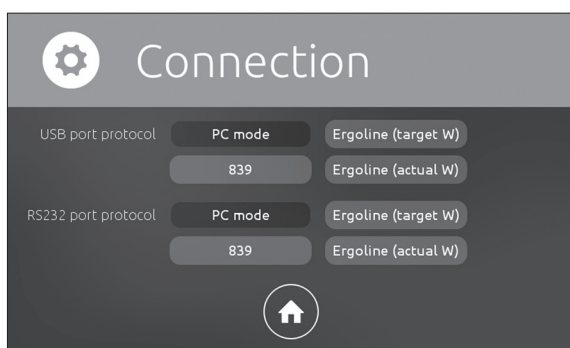 Connection
USB port protocol PC mode Ergoline (target W)
839 Ergoline (actual W)
RS232 port protocol PC mode Ergoline (target W)
839 Ergoline (actual W)